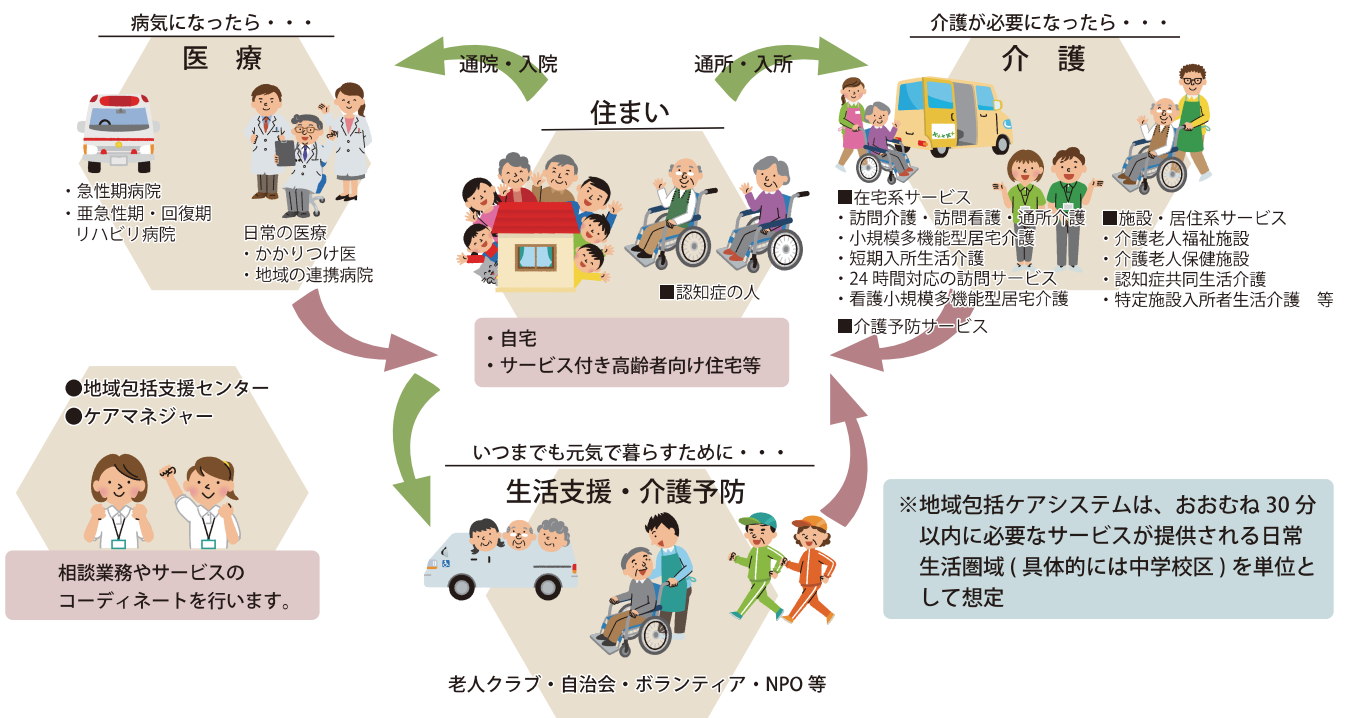 病気になったら・・・
医　療
・急性期病院
・亜急性期・回復期
リハビリ病院
日常の医療
・かかりつけ医
・地域の連携病院
通院・入院
通所・入所
住まい
■認知症の人
・自宅
・サービス付き高齢者向け住宅等
介護が必要になったら・・・
介　護
■在宅系サービス
・訪問介護・訪問看護・通所介護
・小規模多機能型居宅介護
・短期入所生活介護
・24時間対応の訪問サービス
・看護小規模多機能型居宅介護
■介護予防サービス
■施設・居住系サービス
・介護老人福祉施設
・介護老人保健施設
・認知症共同生活介護
・特定施設入所者生活介護　等
●地域包括支援センター
●ケアマネジャー
相談業務やサービスの
コーディネートを行います。
いつまでも元気で暮らすために・・・
生活支援・介護予防
老人クラブ・自治会・ボランティア・NPO 等
※地域包括ケアシステムは、おおむね 30 分
以内に必要なサービスが提供される日常
生活圏域 ( 具体的には中学校区 ) を単位と
して想定